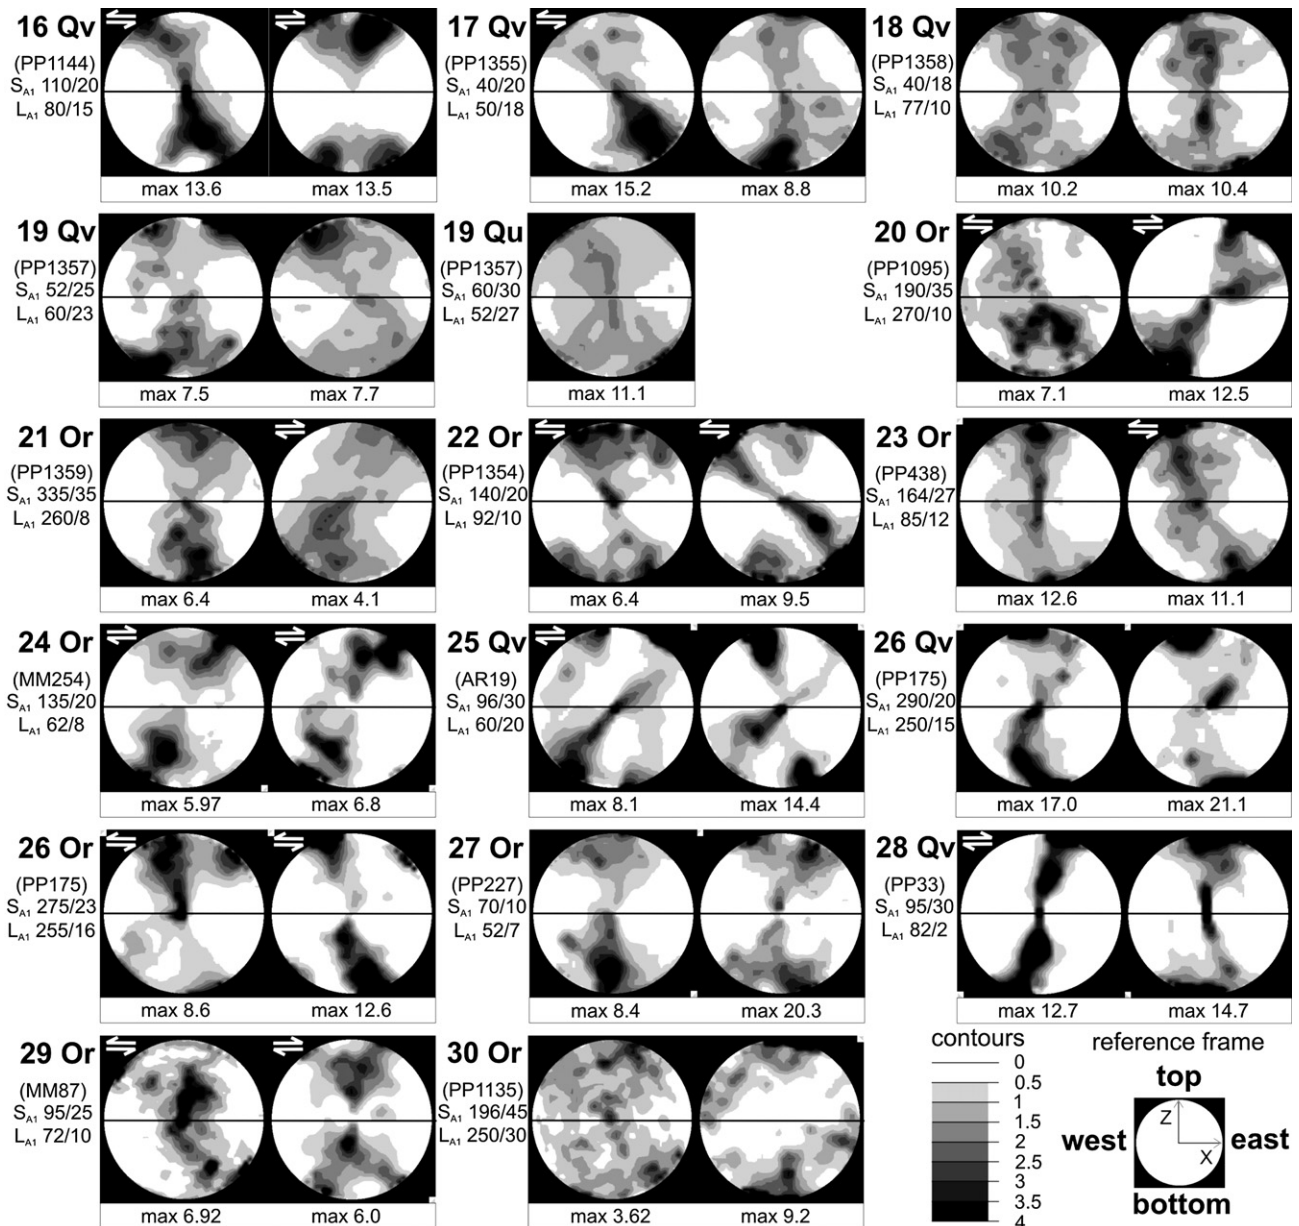 16 Qv
(PP1144)
SA1 110/20
LA1 80/15
max 13.6
max 13.5
17 Qv
(PP1355)
SA1 40/20
LA1 50/18
max 15.2
max 8.8
18 Qv
(PP1358)
SA1 40/18
LA1 77/10
max 10.2
max 10.4
19 Qv
(PP1357)
SA1 52/25
LA1 60/23
max 7.5
max 7.7
19 Qu
(PP1357)
SA1 60/30
LA1 52/27
max 11.1
20 Or
(PP1095)
SA1 190/35
LA1 270/10
max 7.1
max 12.5
21 Or
(PP1359)
SA1 335/35
LA1 260/8
max 6.4
max 4.1
22 Or
(PP1354)
SA1 140/20
LA1 92/10
max 6.4
max 9.5
23 Or
(PP438)
SA1 164/27
LA1 85/12
max 12.6
max 11.1
24 Or
(MM254)
SA1 135/20
LA1 62/8
max 5.97
max 6.8
25 Qv
(AR19)
SA1 96/30
LA1 60/20
max 8.1
max 14.4
26 Qv
(PP175)
SA1 290/20
LA1 250/15
max 17.0
max 21.1
26 Or
(PP175)
SA1 275/23
LA1 255/16
max 8.6
max 12.6
27 Or
(PP227)
SA1 70/10
LA1 52/7
max 8.4
max 20.3
28 Qv
(PP33)
SA1 95/30
LA1 82/2
max 12.7
max 14.7
29 Or
(MM87)
SA1 95/25
LA1 72/10
max 6.92
max 6.0
30 Or
(PP1135)
SA1 196/45
LA1 250/30
max 3.62
max 9.2
contours
0
0.5
1
1.5
2
2.5
3
3.5
4
reference frame
top
Z
west
east
X
bottom